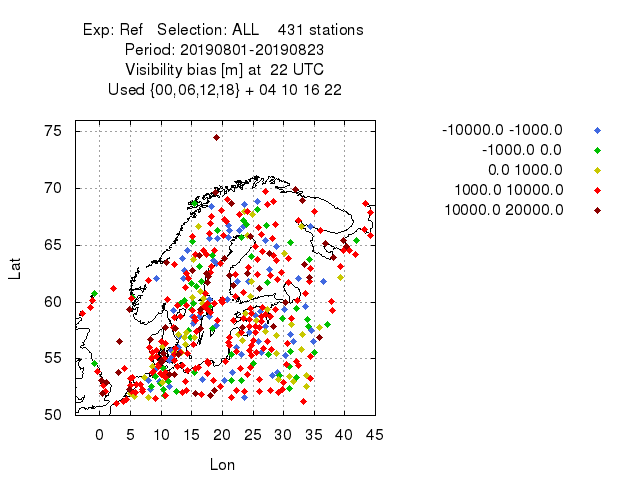 Exp: Ref   Selection: ALL    431 stations
Period: 20190801-20190823
Visibility bias [m] at  22 UTC
Used {00,06,12,18} + 04 10 16 22
-10000.0 -1000.0
-1000.0 0.0
0.0 1000.0
1000.0 10000.0
10000.0 20000.0
75
70
65
60
55
50
Lat
0 5 10 15 20 25 30 35 40 45
Lon